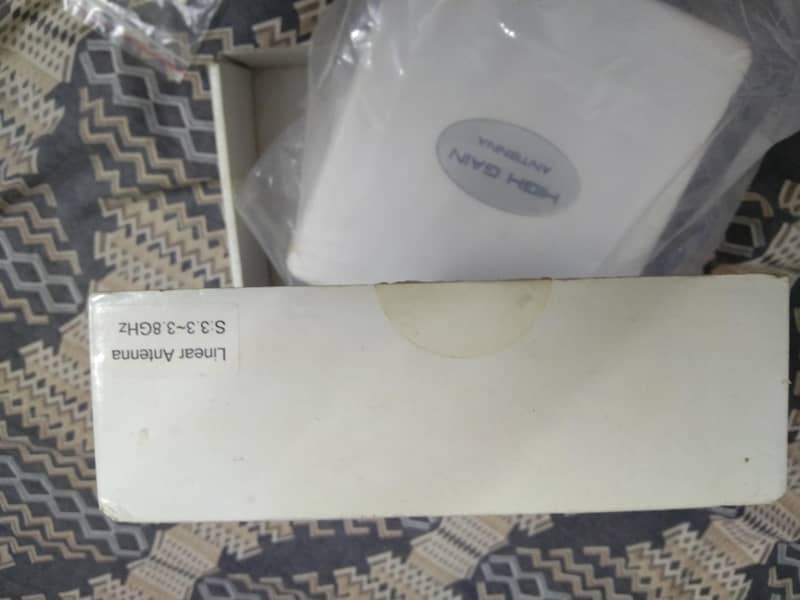 HIGH GAIN
ANTENNA
Linear Antenna
S:3.3~3.8GHz